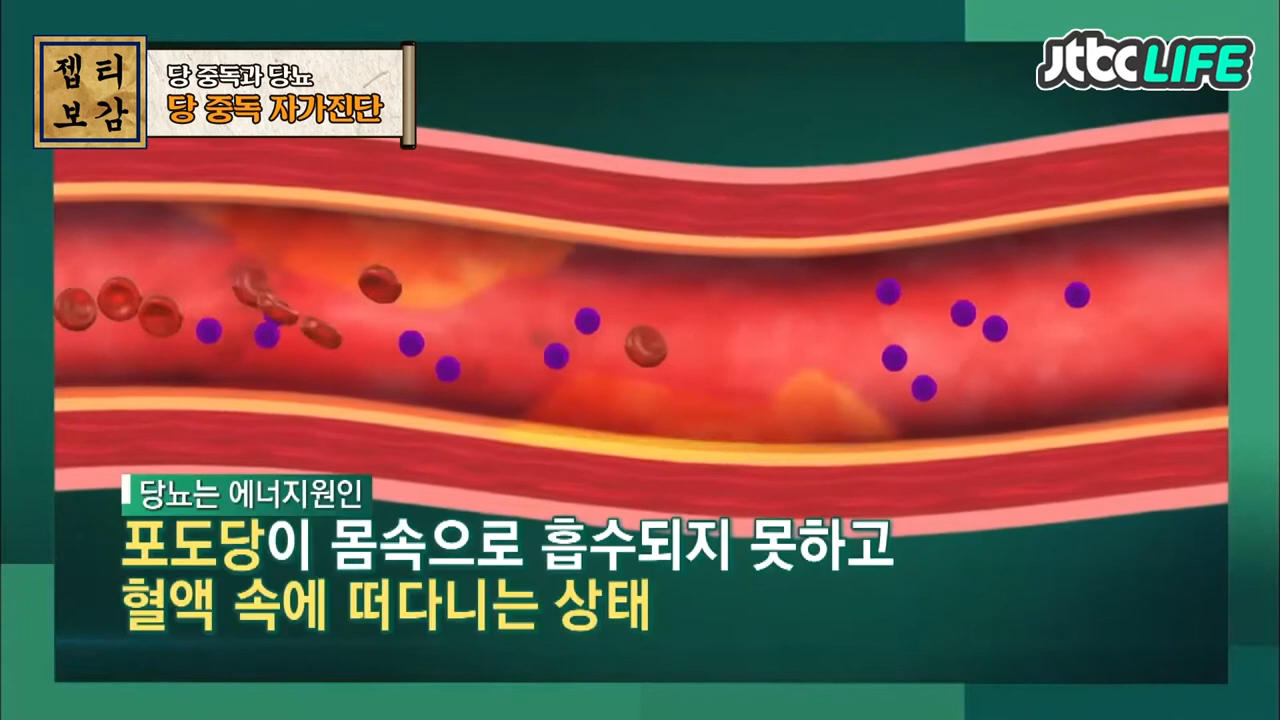 젭티
보감
당 중독과 당뇨
당 중독 자가진단
jtbc LIFE
당뇨는 에너지원인
포도당이 몸속으로 흡수되지 못하고
혈액 속에 떠다니는 상태